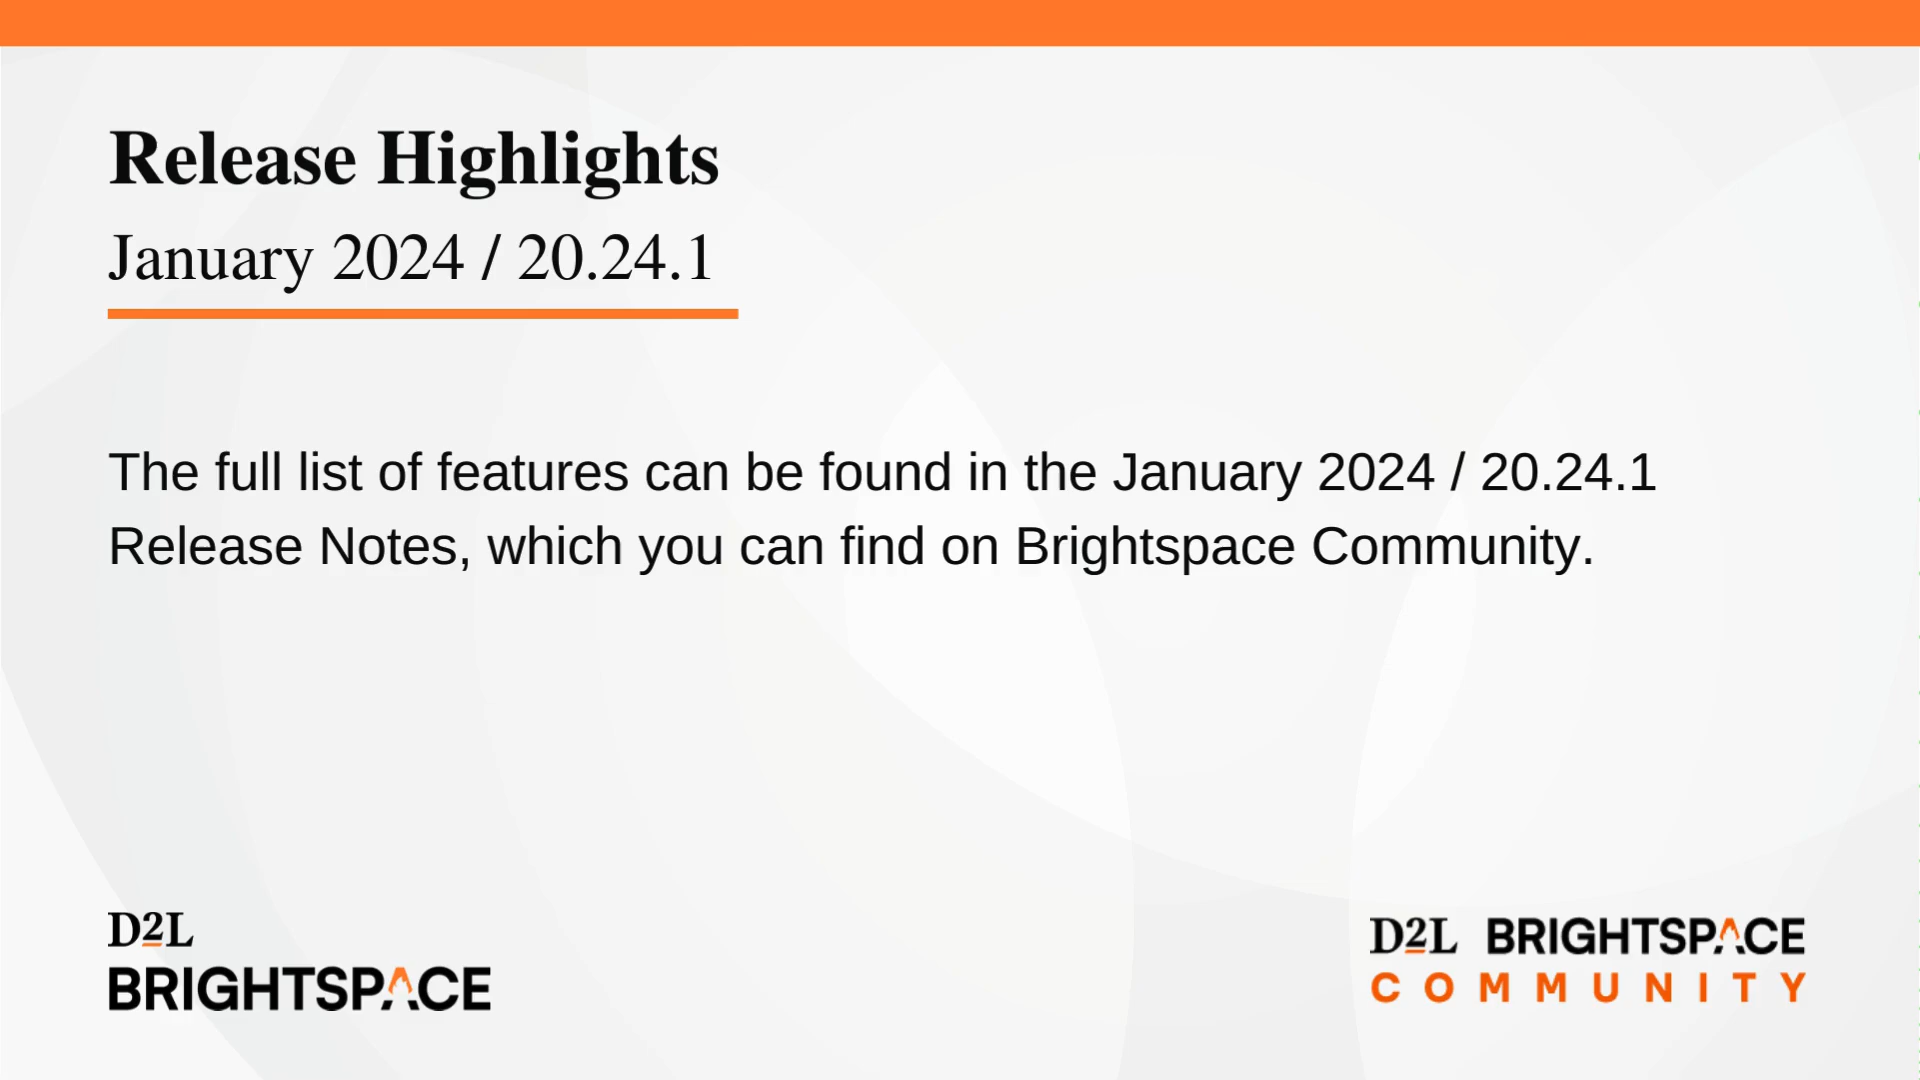 Release Highlights
January 2024 / 20.24.1
The full list of features can be found in the January 2024 / 20.24.1
Release Notes, which you can find on Brightspace Community.
D2L
BRIGHTSPACE
D2L BRIGHTSPACE
COMMUNITY